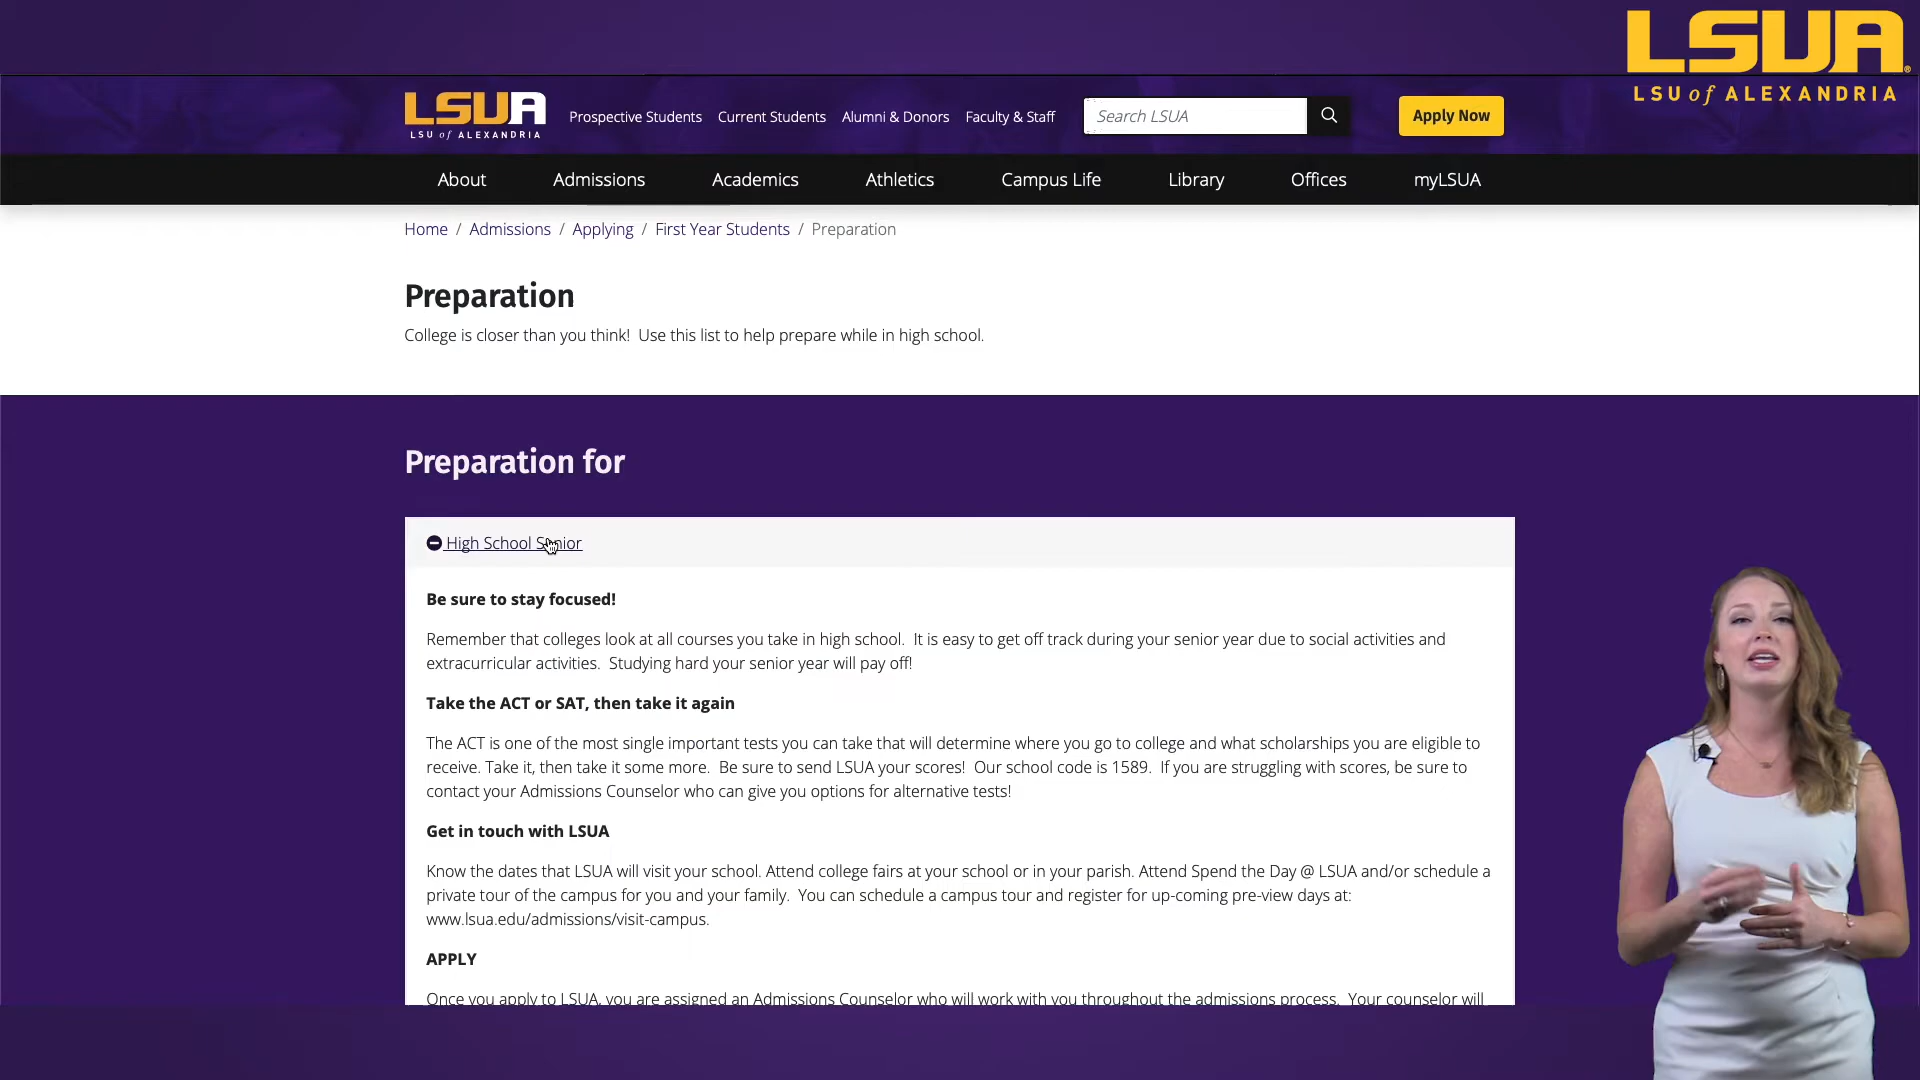 LSUA
LSU of ALEXANDRIA
LSUA
LSU of ALEXANDRIA
Prospective Students Current Students Alumni & Donors Faculty & Staff Search LSUA Apply Now
About Admissions Academics Athletics Campus Life Library Offices myLSUA
Home / Admissions / Applying / First Year Students / Preparation
Preparation
College is closer than you think! Use this list to help prepare while in high school.
Preparation for
High School Senior
Be sure to stay focused!
Remember that colleges look at all courses you take in high school. It is easy to get off track during your senior year due to social activities and
extracurricular activities. Studying hard your senior year will pay off!
Take the ACT or SAT, then take it again
The ACT is one of the most single important tests you can take that will determine where you go to college and what scholarships you are eligible to
receive. Take it, then take it some more. Be sure to send LSUA your scores! Our school code is 1589. If you are struggling with scores, be sure to
contact your Admissions Counselor who can give you options for alternative tests!
Get in touch with LSUA
Know the dates that LSUA will visit your school. Attend college fairs at your school or in your parish. Attend Spend the Day @ LSUA and/or schedule a
private tour of the campus for you and your family. You can schedule a campus tour and register for up-coming pre-view days at:
www.lsua.edu/admissions/visit-campus.
APPLY
Once you apply to LSUA, you are assigned an Admissions Counselor who will work with you throughout the admissions process. Your counselor will